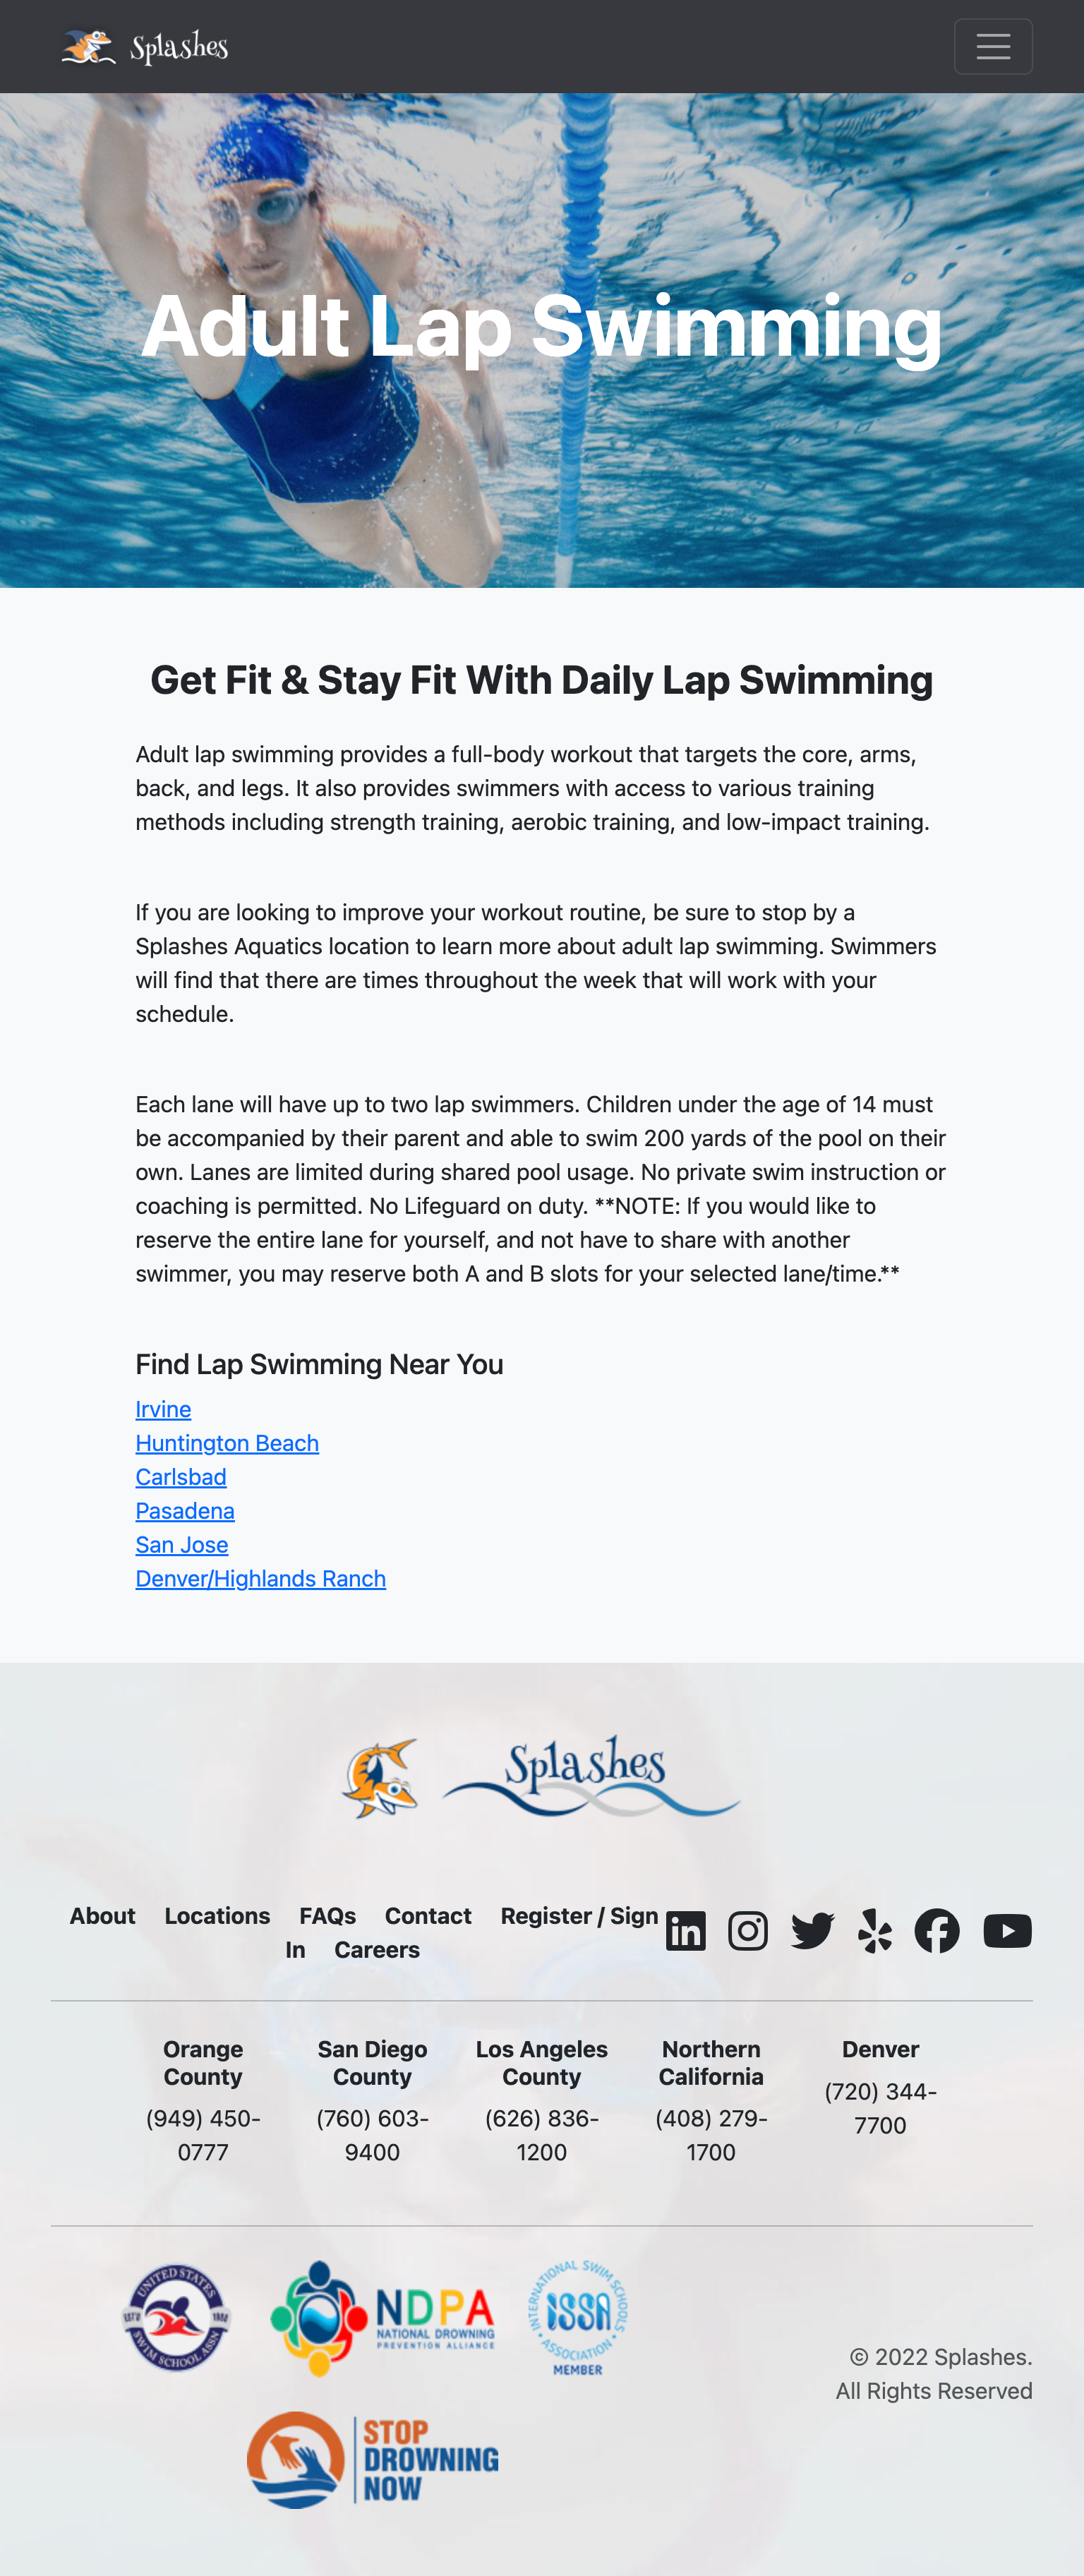 Splashes
Adult Lap Swimming
Get Fit & Stay Fit With Daily Lap Swimming
Adult lap swimming provides a full-body workout that targets the core, arms,
back, and legs. It also provides swimmers with access to various training
methods including strength training, aerobic training, and low-impact training.
If you are looking to improve your workout routine, be sure to stop by a
Splashes Aquatics location to learn more about adult lap swimming. Swimmers
will find that there are times throughout the week that will work with your
schedule.
Each lane will have up to two lap swimmers. Children under the age of 14 must
be accompanied by their parent and able to swim 200 yards of the pool on their
own. Lanes are limited during shared pool usage. No private swim instruction or
coaching is permitted. No Lifeguard on duty. **NOTE: If you would like to
reserve the entire lane for yourself, and not have to share with another
swimmer, you may reserve both A and B slots for your selected lane/time.**
Find Lap Swimming Near You
Irvine
Huntington Beach
Carlsbad
Pasadena
San Jose
Denver/Highlands Ranch
Splashes
About Locations FAQs Contact Register / Sign
In Careers
Orange
County
(949) 450-
0777
San Diego
County
(760) 603-
9400
Los Angeles
County
(626) 836-
1200
Northern
California
(408) 279-
1700
Denver
(720) 344-
7700
UNITED STATES
SWIM SCHOOL ASSN
NDPA
NATIONAL DROWNING
PREVENTION ALLIANCE
INTERNATIONAL SWIM SCHOOLS
ASSOCIATION
ISSA
MEMBER
STOP
DROWNING
NOW
© 2022 Splashes.
All Rights Reserved